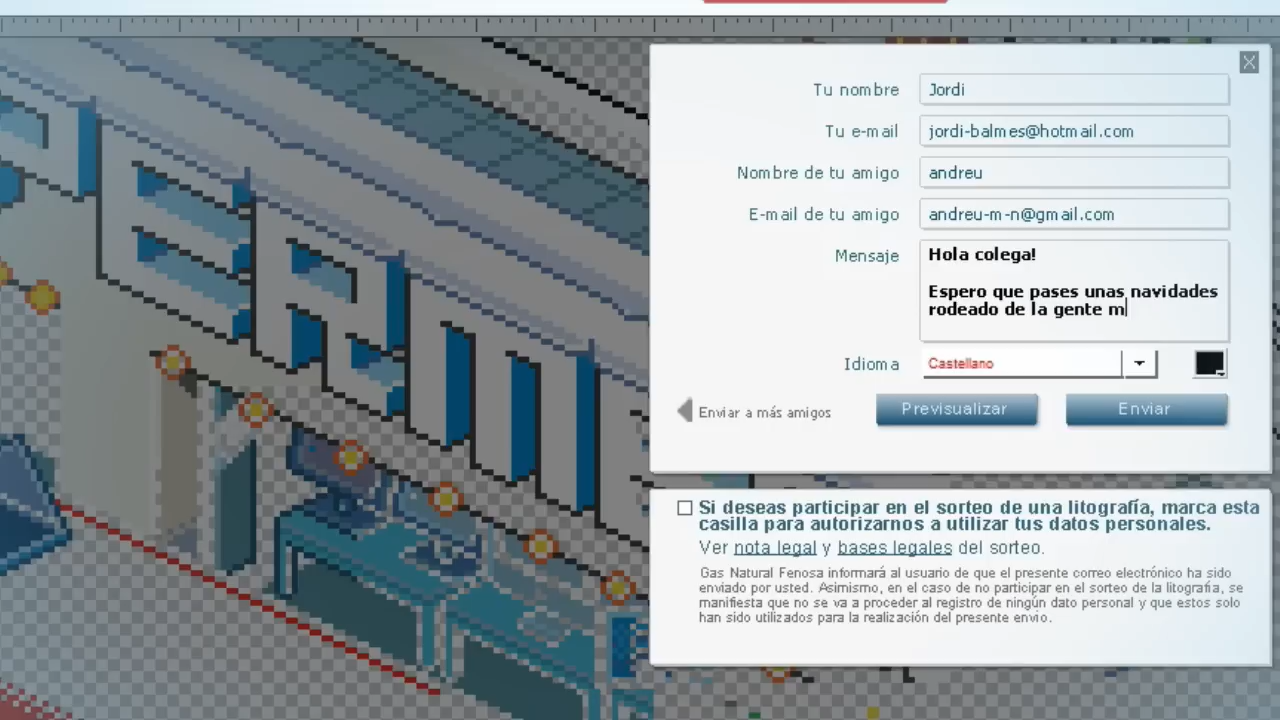 Tu nombre Jordi
Tu e-mail jordi-balmes@hotmail.com
Nombre de tu amigo andreu
E-mail de tu amigo andreu-m-n@gmail.com
Mensaje Hola colega!
Espero que pases unas navidades
rodeado de la gente m
Idioma Castellano
Enviar a más amigos Previsualizar Enviar
Si deseas participar en el sorteo de una litografía, marca esta
casilla para autorizarnos a utilizar tus datos personales.
Ver nota legal y bases legales del sorteo.
Gas Natural Fenosa informará al usuario de que el presente correo electrónico ha sido
enviado por usted. Asimismo, en el caso de no participar en el sorteo de la litografía, se
manifiesta que no se va a proceder al registro de ningún dato personal y que estos solo
han sido utilizados para la realización del presente envío.